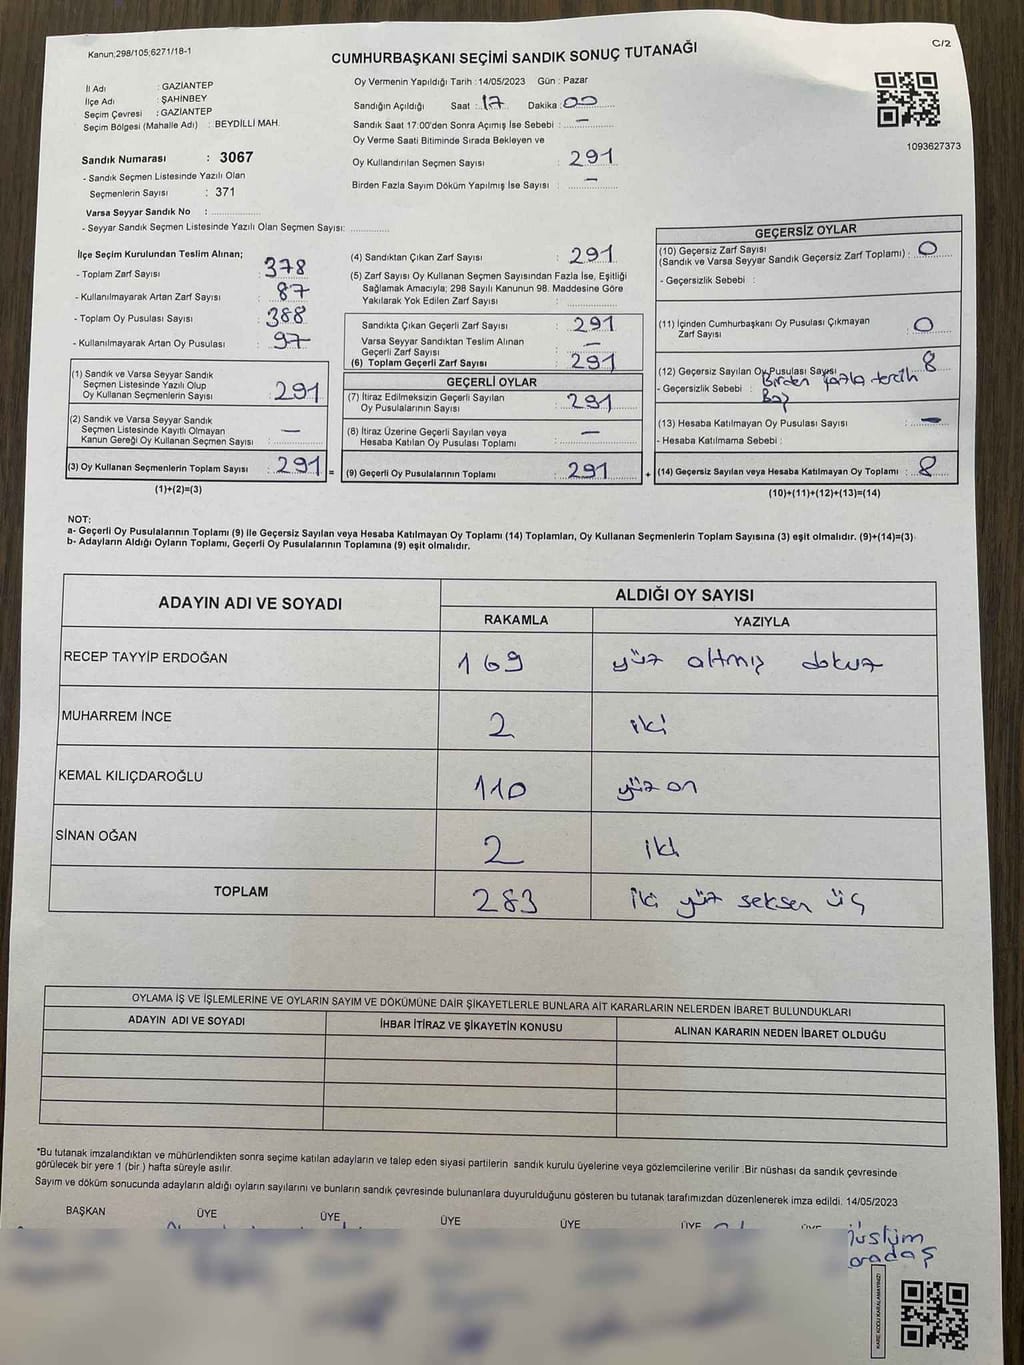 Kanun;298/105;6271/18-1
C/2
CUMHURBAŞKANI SEÇİMİ SANDIK SONUÇ TUTANAĞI
İl Adı : GAZİANTEP
İlçe Adı : ŞAHİNBEY
Seçim Çevresi : GAZİANTEP
Seçim Bölgesi (Mahalle Adı) : BEYDİLLİ MAH.
Sandık Numarası : 3067
- Sandık Seçmen Listesinde Yazılı Olan
Seçmenlerin Sayısı : 371
Varsa Seyyar Sandık No :
- Seyyar Sandık Seçmen Listesinde Yazılı Olan Seçmen Sayısı:
Oy Vermenin Yapıldığı Tarih : 14/05/2023 Gün : Pazar
Sandığın Açıldığı Saat : 17 Dakika : 00
Sandık Saat 17:00'den Sonra Açımış İse Sebebi : —
Oy Verme Saati Bitiminde Sırada Bekleyen ve
Oy Kullandırılan Seçmen Sayısı : 291
Birden Fazla Sayım Döküm Yapılmış İse Sayısı : —
1093627373
İlçe Seçim Kurulundan Teslim Alınan;
- Toplam Zarf Sayısı : 378
- Kullanılmayarak Artan Zarf Sayısı : 87
- Toplam Oy Pusulası Sayısı : 388
- Kullanılmayarak Artan Oy Pusulası : 97
(1) Sandık ve Varsa Seyyar Sandık
Seçmen Listesinde Yazılı Olup
Oy Kullanan Seçmenlerin Sayısı : 291
(2) Sandık ve Varsa Seyyar Sandık
Seçmen Listesinde Kayıtlı Olmayan
Kanun Gereği Oy Kullanan Seçmen Sayısı : —
(3) Oy Kullanan Seçmenlerin Toplam Sayısı : 291 =
(1)+(2)=(3)
(4) Sandıktan Çıkan Zarf Sayısı : 291
(5) Zarf Sayısı Oy Kullanan Seçmen Sayısından Fazla İse, Eşitliği
Sağlamak Amacıyla; 298 Sayılı Kanunun 98. Maddesine Göre
Yakılarak Yok Edilen Zarf Sayısı :
Sandıkta Çıkan Geçerli Zarf Sayısı : 291
Varsa Seyyar Sandıktan Teslim Alınan
Geçerli Zarf Sayısı : —
(6) Toplam Geçerli Zarf Sayısı : 291
GEÇERLİ OYLAR
(7) İtiraz Edilmeksizin Geçerli Sayılan
Oy Pusulalarının Sayısı : 291
(8) İtiraz Üzerine Geçerli Sayılan veya
Hesaba Katılan Oy Pusulası Toplamı : —
(9) Geçerli Oy Pusulalarının Toplamı : 291 +
GEÇERSİZ OYLAR
(10) Geçersiz Zarf Sayısı
(Sandık ve Varsa Seyyar Sandık Geçersiz Zarf Toplamı) : 0
- Geçersizlik Sebebi :
(11) İçinden Cumhurbaşkanı Oy Pusulası Çıkmayan
Zarf Sayısı : 0
(12) Geçersiz Sayılan Oy Pusulası Sayısı : 8
- Geçersizlik Sebebi : Birden fazla tercih
(13) Hesaba Katılmayan Oy Pusulası Sayısı : —
- Hesaba Katılmama Sebebi :
(14) Geçersiz Sayılan veya Hesaba Katılmayan Oy Toplamı : 8
(10)+(11)+(12)+(13)=(14)
NOT:
a- Geçerli Oy Pusulalarının Toplamı (9) ile Geçersiz Sayılan veya Hesaba Katılmayan Oy Toplamı (14) Toplamları, Oy Kullanan Seçmenlerin Toplam Sayısına (3) eşit olmalıdır. (9)+(14)=(3)
b- Adayların Aldığı Oyların Toplamı, Geçerli Oy Pusulalarının Toplamına (9) eşit olmalıdır.
ADAYIN ADI VE SOYADI
ALDIĞI OY SAYISI
RAKAMLA YAZIYLA
RECEP TAYYİP ERDOĞAN 169 yüz altmış dokuz
MUHARREM İNCE 2 iki
KEMAL KILIÇDAROĞLU 110 yüz on
SİNAN OĞAN 2 iki
TOPLAM 283 iki yüz seksen üç
OYLAMA İŞ VE İŞLEMLERİNE VE OYLARIN SAYIM VE DÖKÜMÜNE DAİR ŞİKAYETLERLE BUNLARA AİT KARARLARIN NELERDEN İBARET BULUNDUKLARI
ADAYIN ADI VE SOYADI İHBAR İTİRAZ VE ŞİKAYETİN KONUSU ALINAN KARARIN NEDEN İBARET OLDUĞU
*Bu tutanak imzalandıktan ve mühürlendikten sonra seçime katılan adayların ve talep eden siyasi partilerin sandık kurulu üyelerine veya gözlemcilerine verilir .Bir nüshası da sandık çevresinde
görülecek bir yere 1 (bir ) hafta süreyle asılır.
Sayım ve döküm sonucunda adayların aldığı oyların sayılarını ve bunların sandık çevresinde bulunanlara duyurulduğunu gösteren bu tutanak tarafımızdan düzenlenerek imza edildi. 14/05/2023
BAŞKAN ÜYE ÜYE ÜYE ÜYE ÜYE ÜYE
KARE KODU KARALAMAYINIZ!